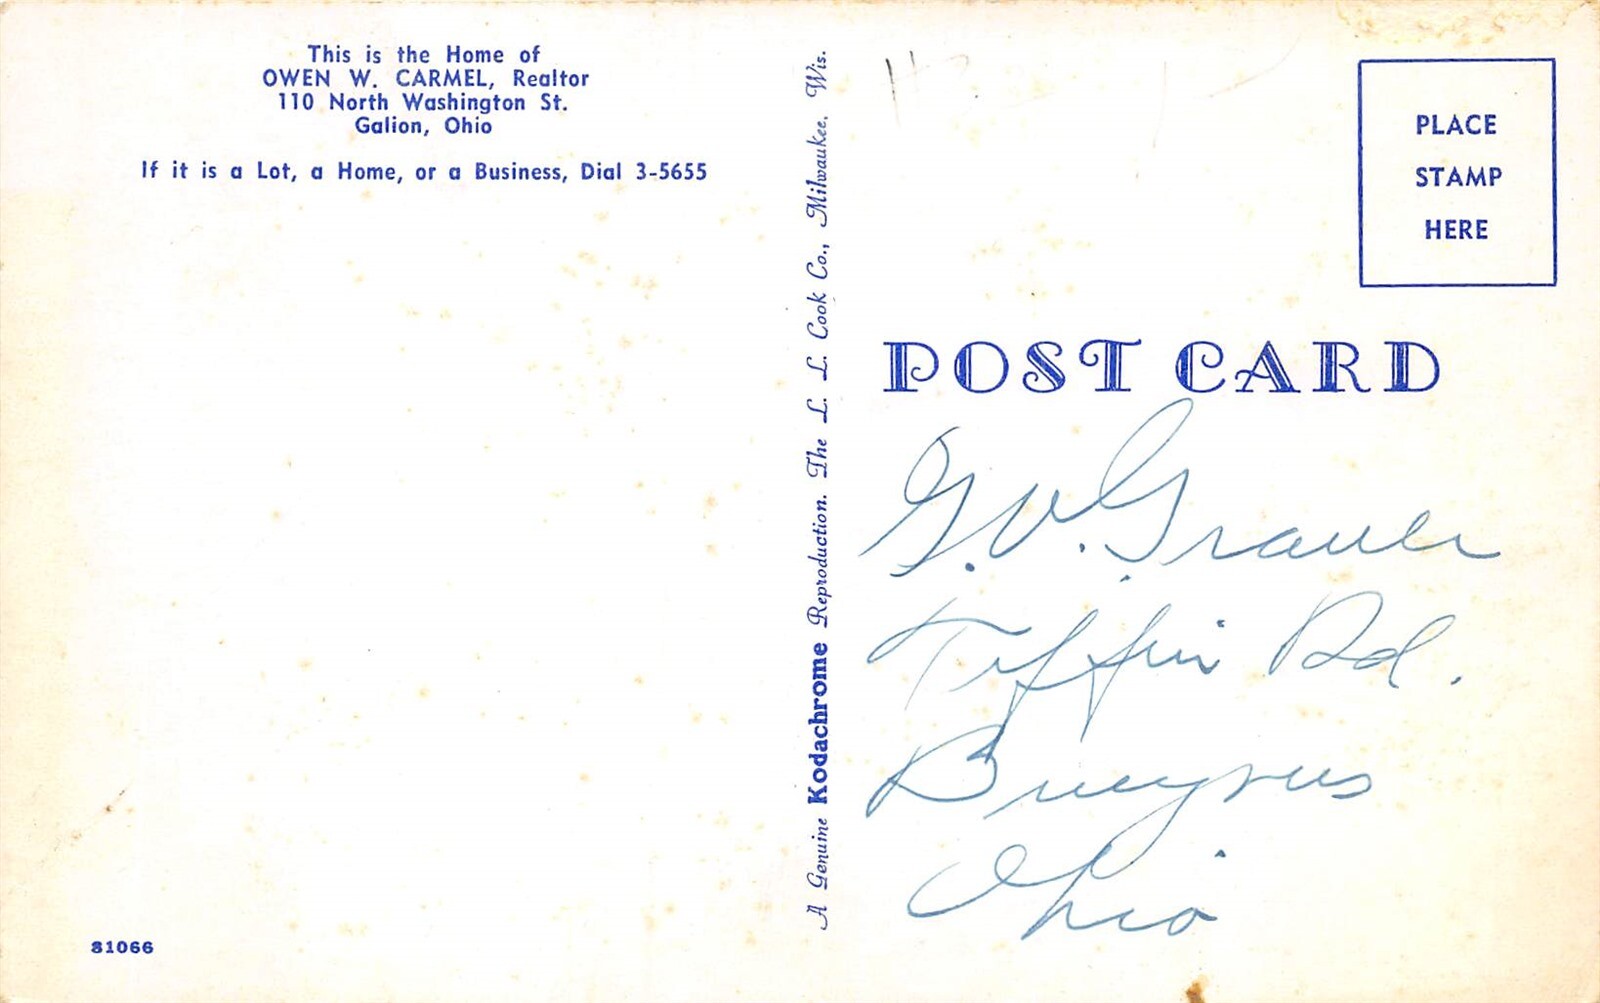 This is the Home of
OWEN W. CARMEL, Realtor
110 North Washington St.
Galion, Ohio
If it is a Lot, a Home, or a Business, Dial 3-5655
81066
A Genuine Kodachrome Reproduction. The L. L. Cook Co., Milwaukee, Wis.
PLACE
STAMP
HERE
POST CARD
G. V.
Tiffin Rd.
Bucyrus
Ohio